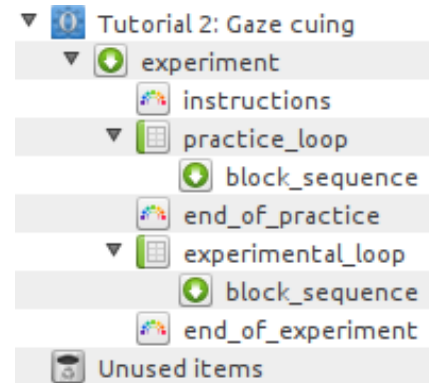 Tutorial 2: Gaze cuing
experiment
instructions
practice_loop
block_sequence
end_of_practice
experimental_loop
block_sequence
end_of_experiment
Unused items